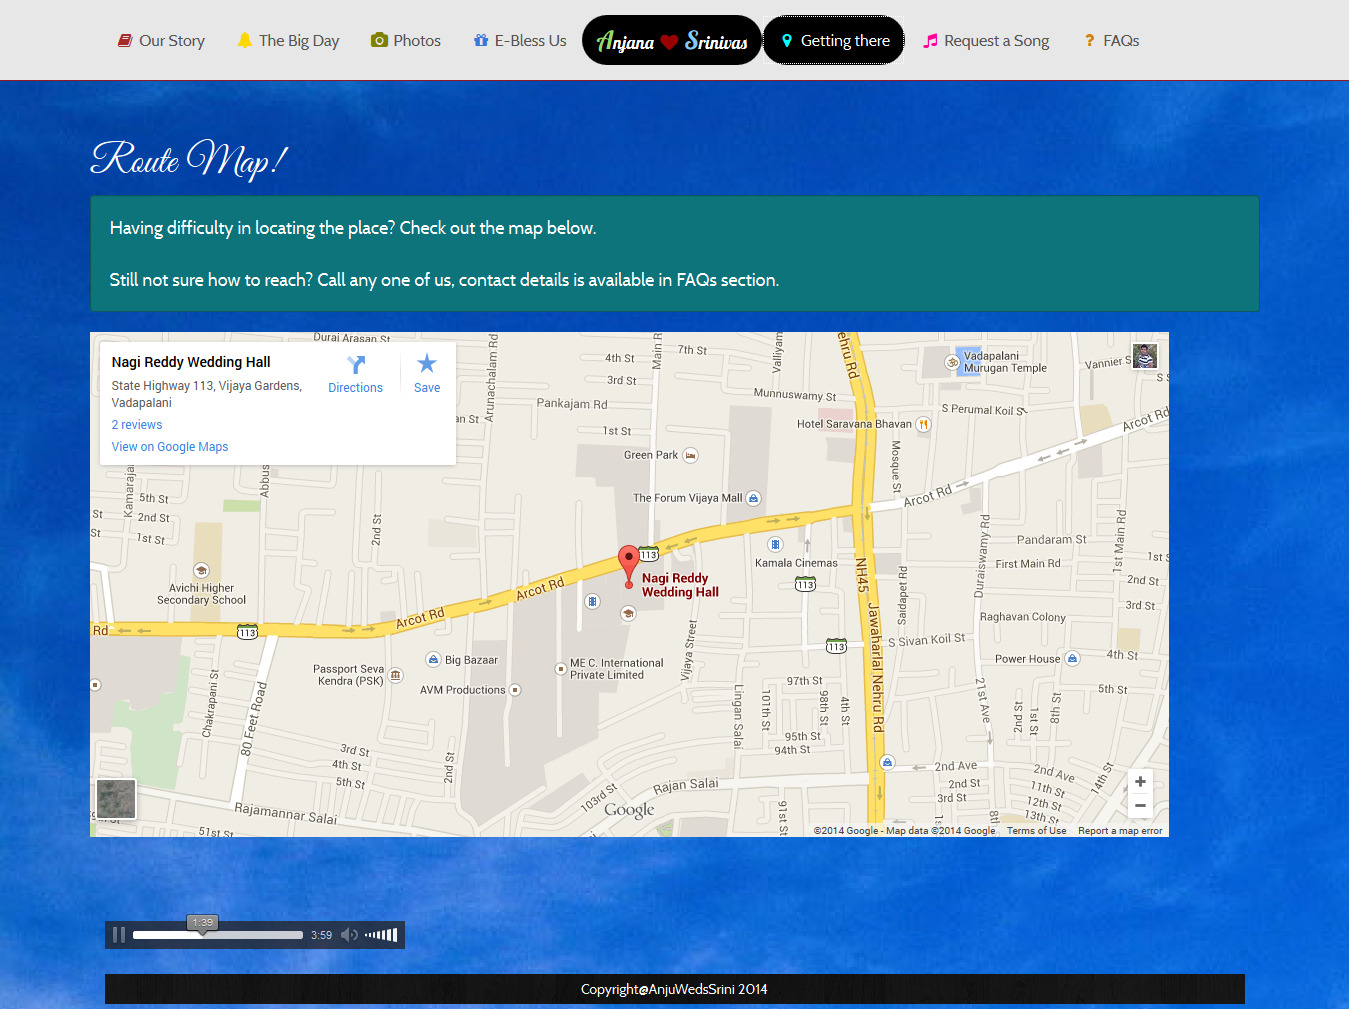 Our Story
The Big Day
Photos
E-Bless Us
Anjana Srinivas
Getting there
Request a Song
? FAQs
Route Map!
Having difficulty in locating the place? Check out the map below.
Still not sure how to reach? Call any one of us, contact details is available in FAQs section.
Nagi Reddy Wedding Hall
State Highway 113, Vijaya Gardens,
Vadapalani
2 reviews
View on Google Maps
Directions
Save
Durai Arasan St
Arunachalam Rd
4th St
7th St
Main R
Valliyam
ehru Rd
Vadapalani
Murugan Temple
Vannier S
S S
3rd St
Pankajam Rd
Munnuswamy St
S Perumal Koil St
an St
1st St
Hotel Saravana Bhavan
Arcot Rd
Green Park
Mosque St
Kamaraja
Abbus
5th St
2nd St
1st St
n St
2nd St
The Forum Vijaya Mall
Arcot Rd
113
Kamala Cinemas
Duraiswamy Rd
Pandaram St
1st Main Rd
1st S
First Main Rd
2nd St
Avichi Higher
Secondary School
Nagi Reddy
Wedding Hall
113
NH45
Saidapet Rd
3rd St
Arcot Rd
Arcot Rd
Rd
113
Jawaharlal Nehru Rd
Raghavan Colony
S Sivan Koil St
113
Vijaya Street
Power House
4th St
Passport Seva
Kendra (PSK)
Big Bazaar
ME C. International
Private Limited
AVM Productions
Chakrapani St
80 Feet Road
Lingan Salai
97th St
101th St
98th St
4th St
21st Ave
2nd St
1st St
8th St
5th St
95th St
94th St
3rd St
4th St
5th St
2nd St
Rajan Salai
103rd St
91st St
2nd Ave
3rd St
2nd Ave
11th St
12th St
13th St
14th St
8th
Rajamannar Salai
51st St
Google
+
−
©2014 Google - Map data ©2014 Google
Terms of Use
Report a map error
1:39
3:59
Copyright@AnjuWedsSrini 2014